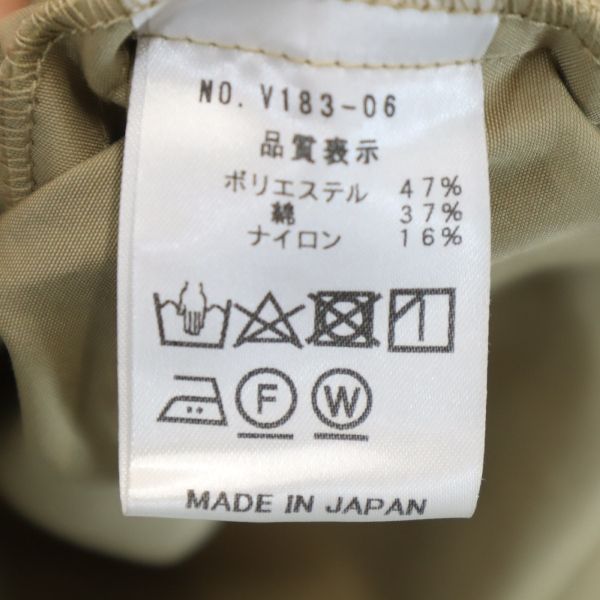 NO. V183-06
品質表示
ポリエステル 47%
綿 37%
ナイロン 16%
F W
MADE IN JAPAN